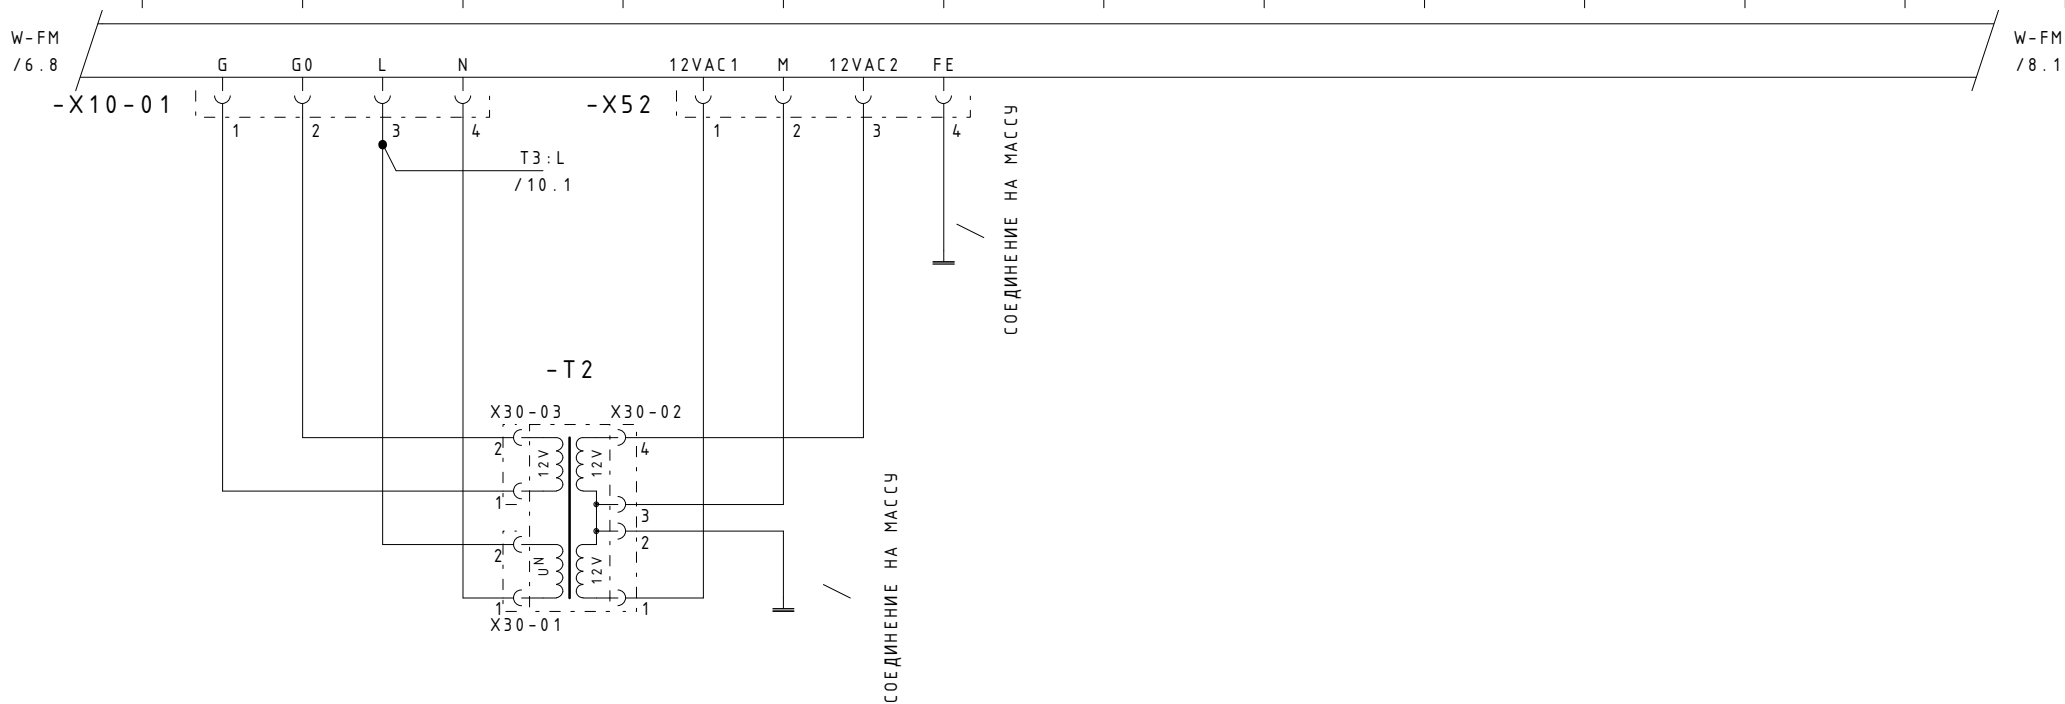 W-FM
/6.8
G G0 L N 12VAC1 M 12VAC2 FE
W-FM
/8.1
-X10-01
-X52
1 2 3 4 1 2 3 4
T3:L
/10.1
СОЕДИНЕНИЕ НА МАССУ
-T2
X30-03 X30-02
2 12V 12V 4
1 3
2 UN 12V 2
1 1
X30-01
СОЕДИНЕНИЕ НА МАССУ